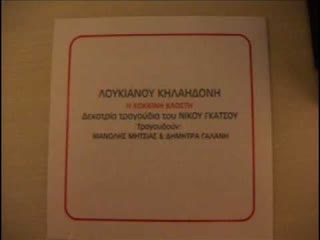 ΛΟΥΚΙΑΝΟΥ ΚΗΛΑΗΔΟΝΗ
Η ΚΟΚΚΙΝΗ ΚΛΩΣΤΗ
Δεκατρία τραγούδια του ΝΙΚΟΥ ΓΚΑΤΣΟΥ
Τραγουδούν:
ΜΑΝΩΛΗΣ ΜΗΤΣΙΑΣ & ΔΗΜΗΤΡΑ ΓΑΛΑΝΗ